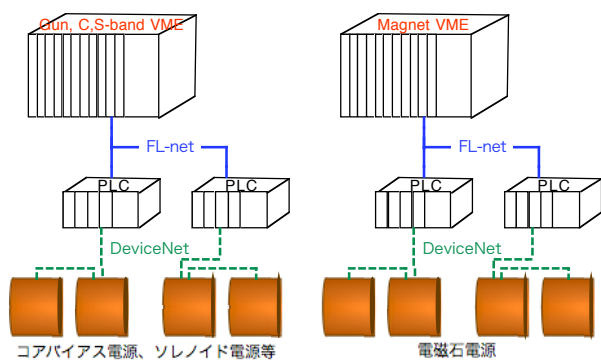 Gun, C,S-band VME
Magnet VME
FL-net
FL-net
PLC
PLC
PLC
PLC
DeviceNet
DeviceNet
コアバイアス電源、ソレノイド電源等
電磁石電源